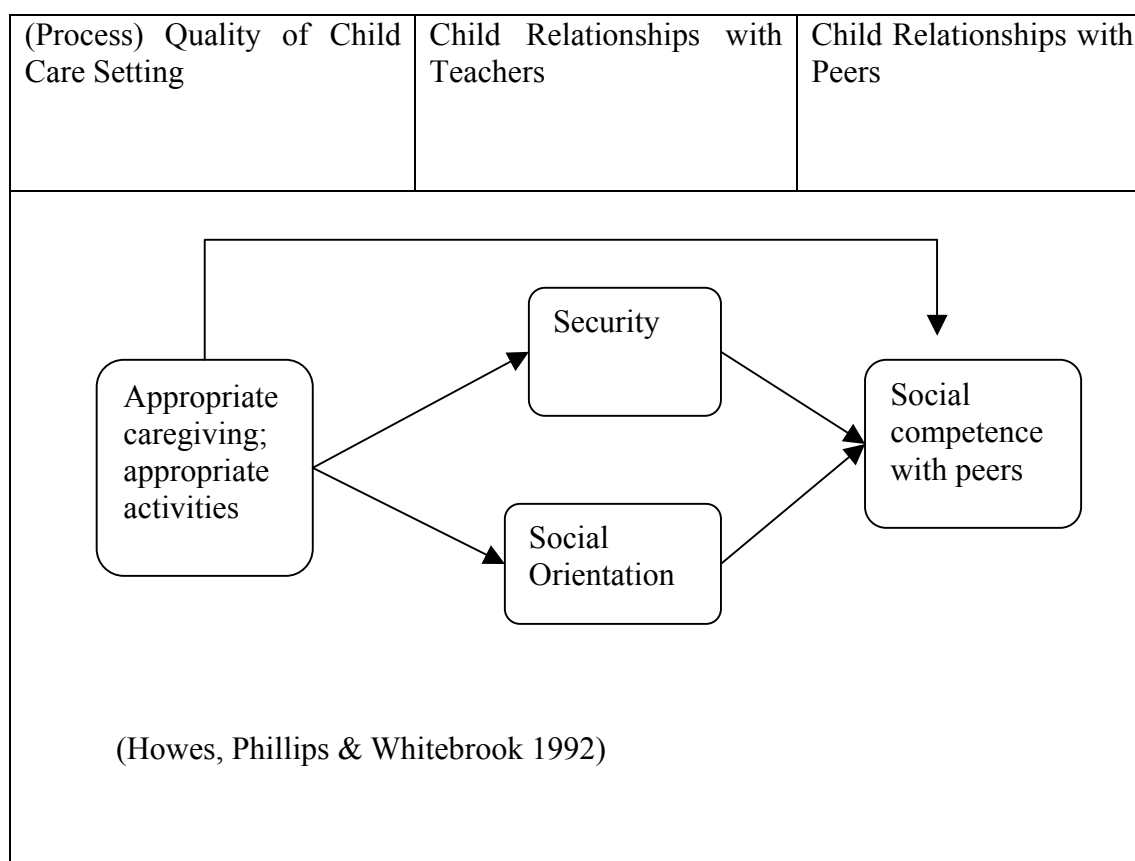 (Process) Quality of Child
Care Setting
Child Relationships with
Teachers
Child Relationships with
Peers
Security
Appropriate
caregiving;
appropriate
activities
Social
competence
with peers
Social
Orientation
(Howes, Phillips & Whitebrook 1992)